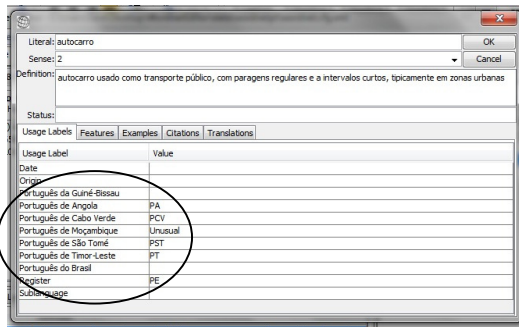 Literal: autocarro OK
Sense: 2 Cancel
Definition: autocarro usado como transporte público, com paragens regulares e a intervalos curtos, tipicamente em zonas urbanas
Status:
Usage Labels Features Examples Citations Translations
Usage Label Value
Date
Origin
Português da Guiné-Bissau
Português de Angola PA
Português de Cabo Verde PCV
Português de Moçambique Unusual
Português de São Tomé PST
Português de Timor-Leste PT
Português do Brasil
Register PE
Sublanguage